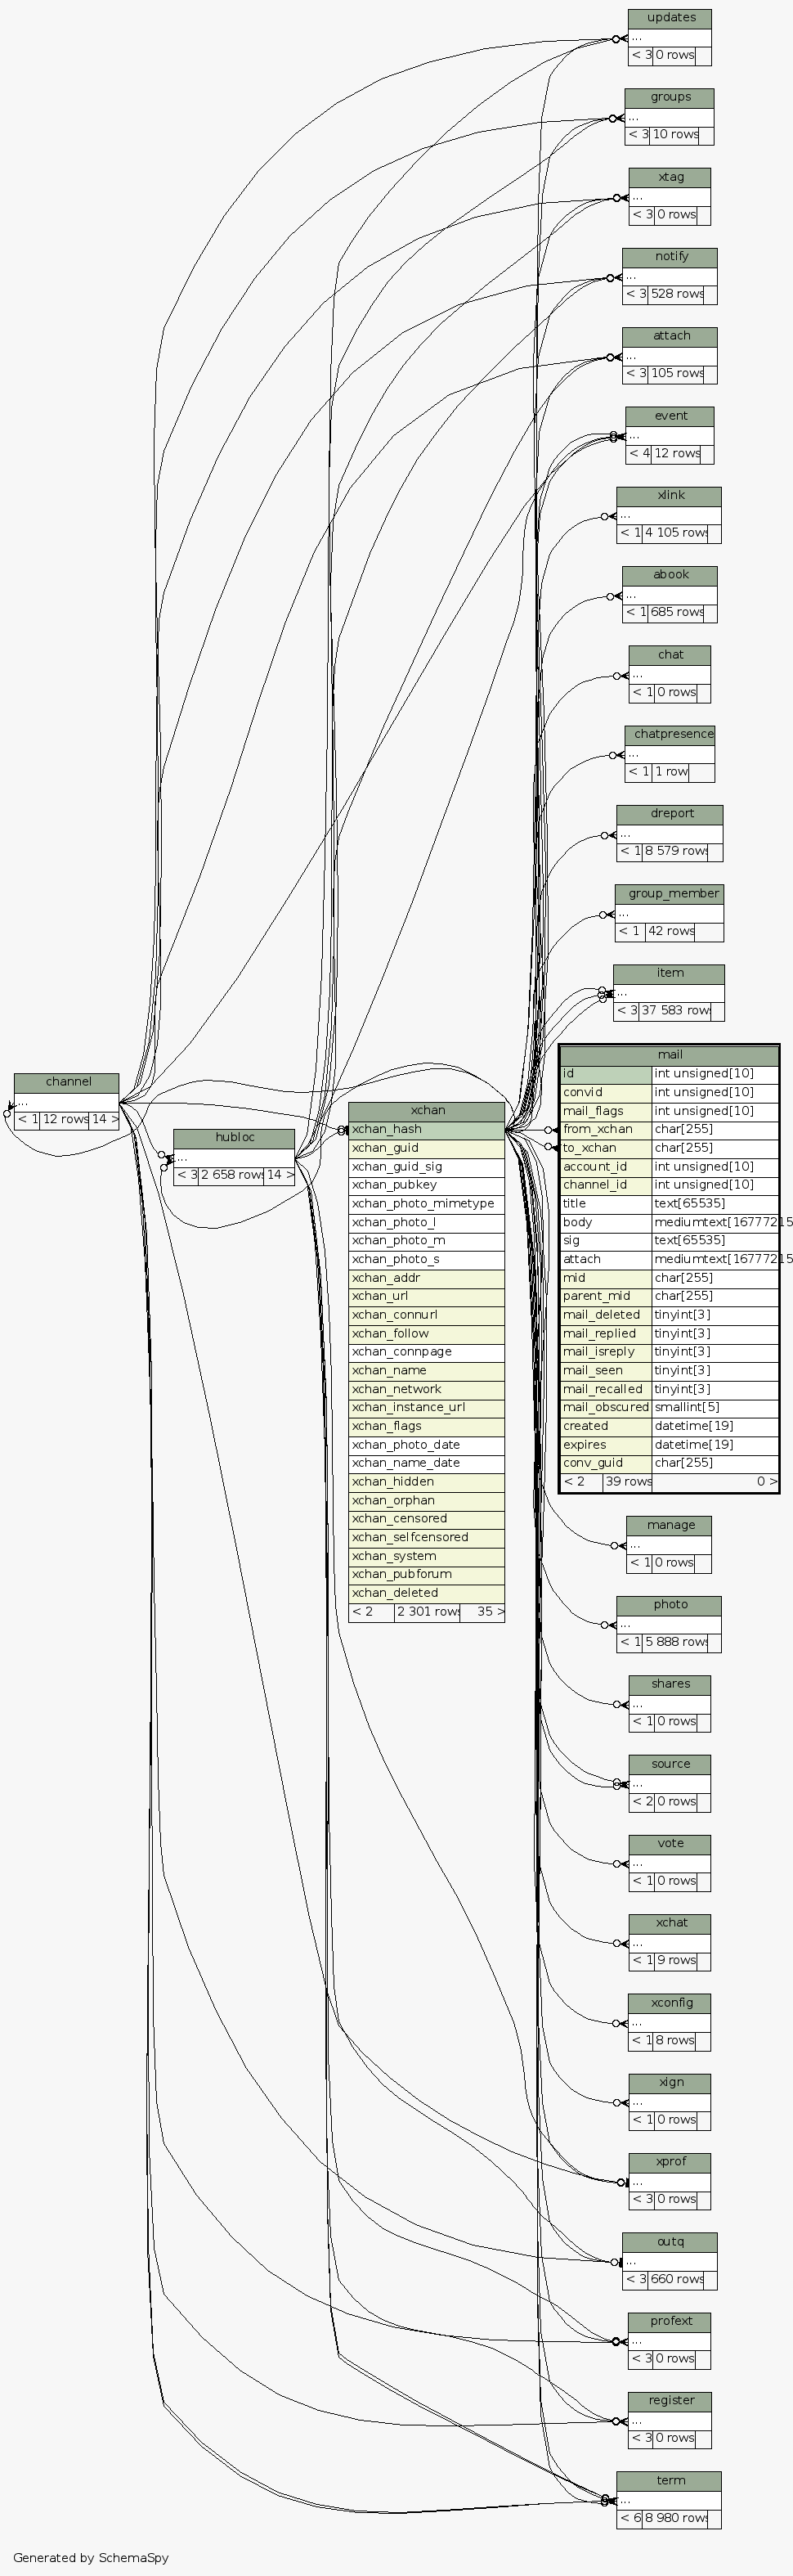 updates
...
< 3 0 rows
groups
...
< 3 10 rows
xtag
...
< 3 0 rows
notify
...
< 3 528 rows
attach
...
< 3 105 rows
event
...
< 4 12 rows
xlink
...
< 1 4 105 rows
abook
...
< 1 685 rows
chat
...
< 1 0 rows
chatpresence
...
< 1 1 row
dreport
...
< 1 8 579 rows
group_member
...
< 1 42 rows
item
...
< 3 37 583 row
channel
...
< 1 12 rows 14 >
hubloc
...
< 3 2 658 rows 14 >
xchan
xchan_hash
xchan_guid
xchan_guid_sig
xchan_pubkey
xchan_photo_mimetype
xchan_photo_l
xchan_photo_m
xchan_photo_s
xchan_addr
xchan_url
xchan_connurl
xchan_follow
xchan_connpage
xchan_name
xchan_network
xchan_instance_url
xchan_flags
xchan_photo_date
xchan_name_date
xchan_hidden
xchan_orphan
xchan_censored
xchan_selfcensored
xchan_system
xchan_pubforum
xchan_deleted
< 2 2 301 rows 35 >
mail
id int unsigned[10]
convid int unsigned[10]
mail_flags int unsigned[10]
from_xchan char[255]
to_xchan char[255]
account_id int unsigned[10]
channel_id int unsigned[10]
title text[65535]
body mediumtext[16777215
sig text[65535]
attach mediumtext[16777215
mid char[255]
parent_mid char[255]
mail_deleted tinyint[3]
mail_replied tinyint[3]
mail_isreply tinyint[3]
mail_seen tinyint[3]
mail_recalled tinyint[3]
mail_obscured smallint[5]
created datetime[19]
expires datetime[19]
conv_guid char[255]
< 2 39 rows 0 >
manage
...
< 1 0 rows
photo
...
< 1 5 888 rows
shares
...
< 1 0 rows
source
...
< 2 0 rows
vote
...
< 1 0 rows
xchat
...
< 1 9 rows
xconfig
...
< 1 8 rows
xign
...
< 1 0 rows
xprof
...
< 3 0 rows
outq
...
< 3 660 rows
profext
...
< 3 0 rows
register
...
< 3 0 rows
term
...
< 6 8 980 rows
Generated by SchemaSpy